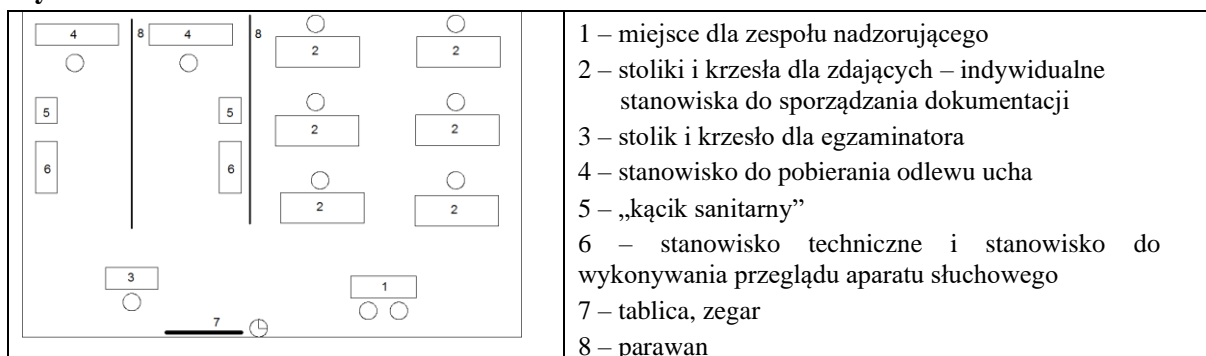 4
8
4
8
2
2
5
5
2
2
6
6
2
2
3
1
7
1 – miejsce dla zespołu nadzorującego
2 – stoliki i krzesła dla zdających – indywidualne
stanowiska do sporządzania dokumentacji
3 – stolik i krzesło dla egzaminatora
4 – stanowisko do pobierania odlewu ucha
5 – „kącik sanitarny”
6 – stanowisko techniczne i stanowisko do
wykonywania przeglądu aparatu słuchowego
7 – tablica, zegar
8 – parawan